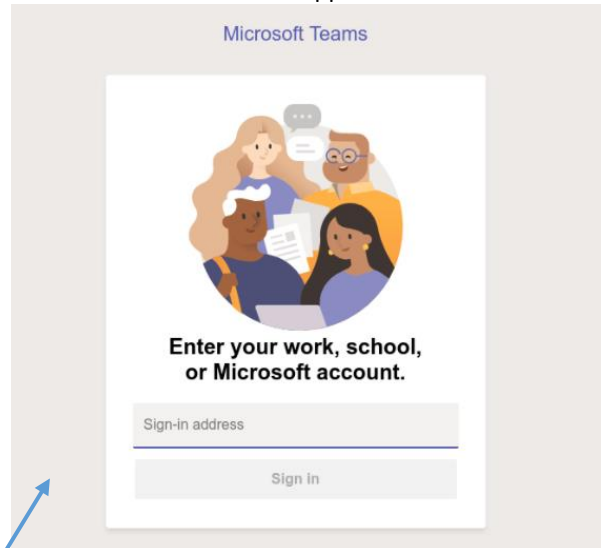 Microsoft Teams
Enter your work, school,
or Microsoft account.
Sign-in address
Sign in